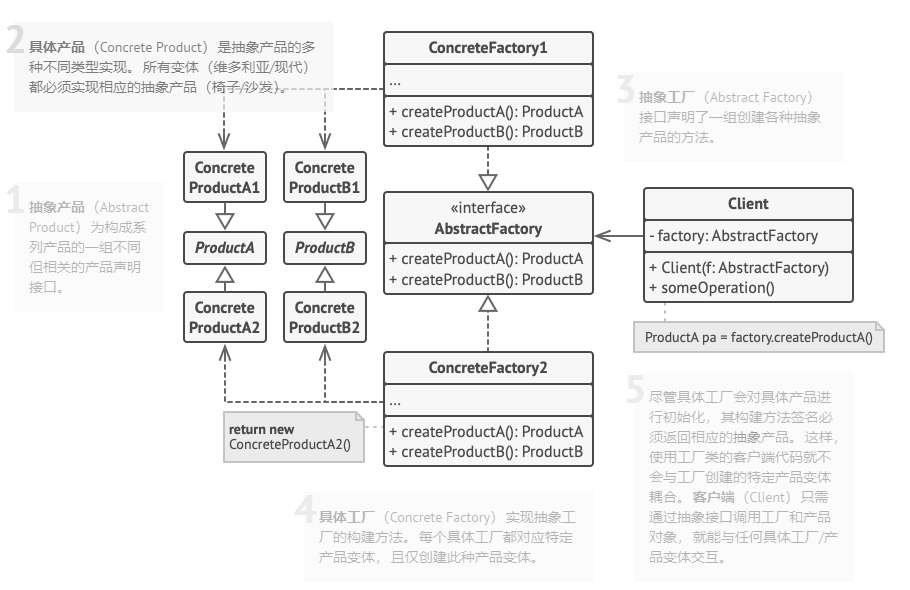 2
具体产品（Concrete Product）是抽象产品的多
种不同类型实现。 所有变体（维多利亚/现代）
都必须实现相应的抽象产品（椅子/沙发）。
ConcreteFactory1
...
+ createProductA(): ProductA
+ createProductB(): ProductB
3
抽象工厂（Abstract Factory）
接口声明了一组创建各种抽象
产品的方法。
Concrete
ProductA1
Concrete
ProductB1
1
抽象产品（Abstract
Product）为构成系
列产品的一组不同
但相关的产品声明
接口。
ProductA
ProductB
«interface»
AbstractFactory
+ createProductA(): ProductA
+ createProductB(): ProductB
Client
- factory: AbstractFactory
+ Client(f: AbstractFactory)
+ someOperation()
Concrete
ProductA2
Concrete
ProductB2
ProductA pa = factory.createProductA()
ConcreteFactory2
...
+ createProductA(): ProductA
+ createProductB(): ProductB
return new
ConcreteProductA2()
5
尽管具体工厂会对具体产品进
行初始化， 其构建方法签名必
须返回相应的抽象产品。 这样，
使用工厂类的客户端代码就不
会与工厂创建的特定产品变体
耦合。 客户端（Client）只需
通过抽象接口调用工厂和产品
对象， 就能与任何具体工厂/产
品变体交互。
4
具体工厂（Concrete Factory）实现抽象工
厂的构建方法。 每个具体工厂都对应特定
产品变体， 且仅创建此种产品变体。